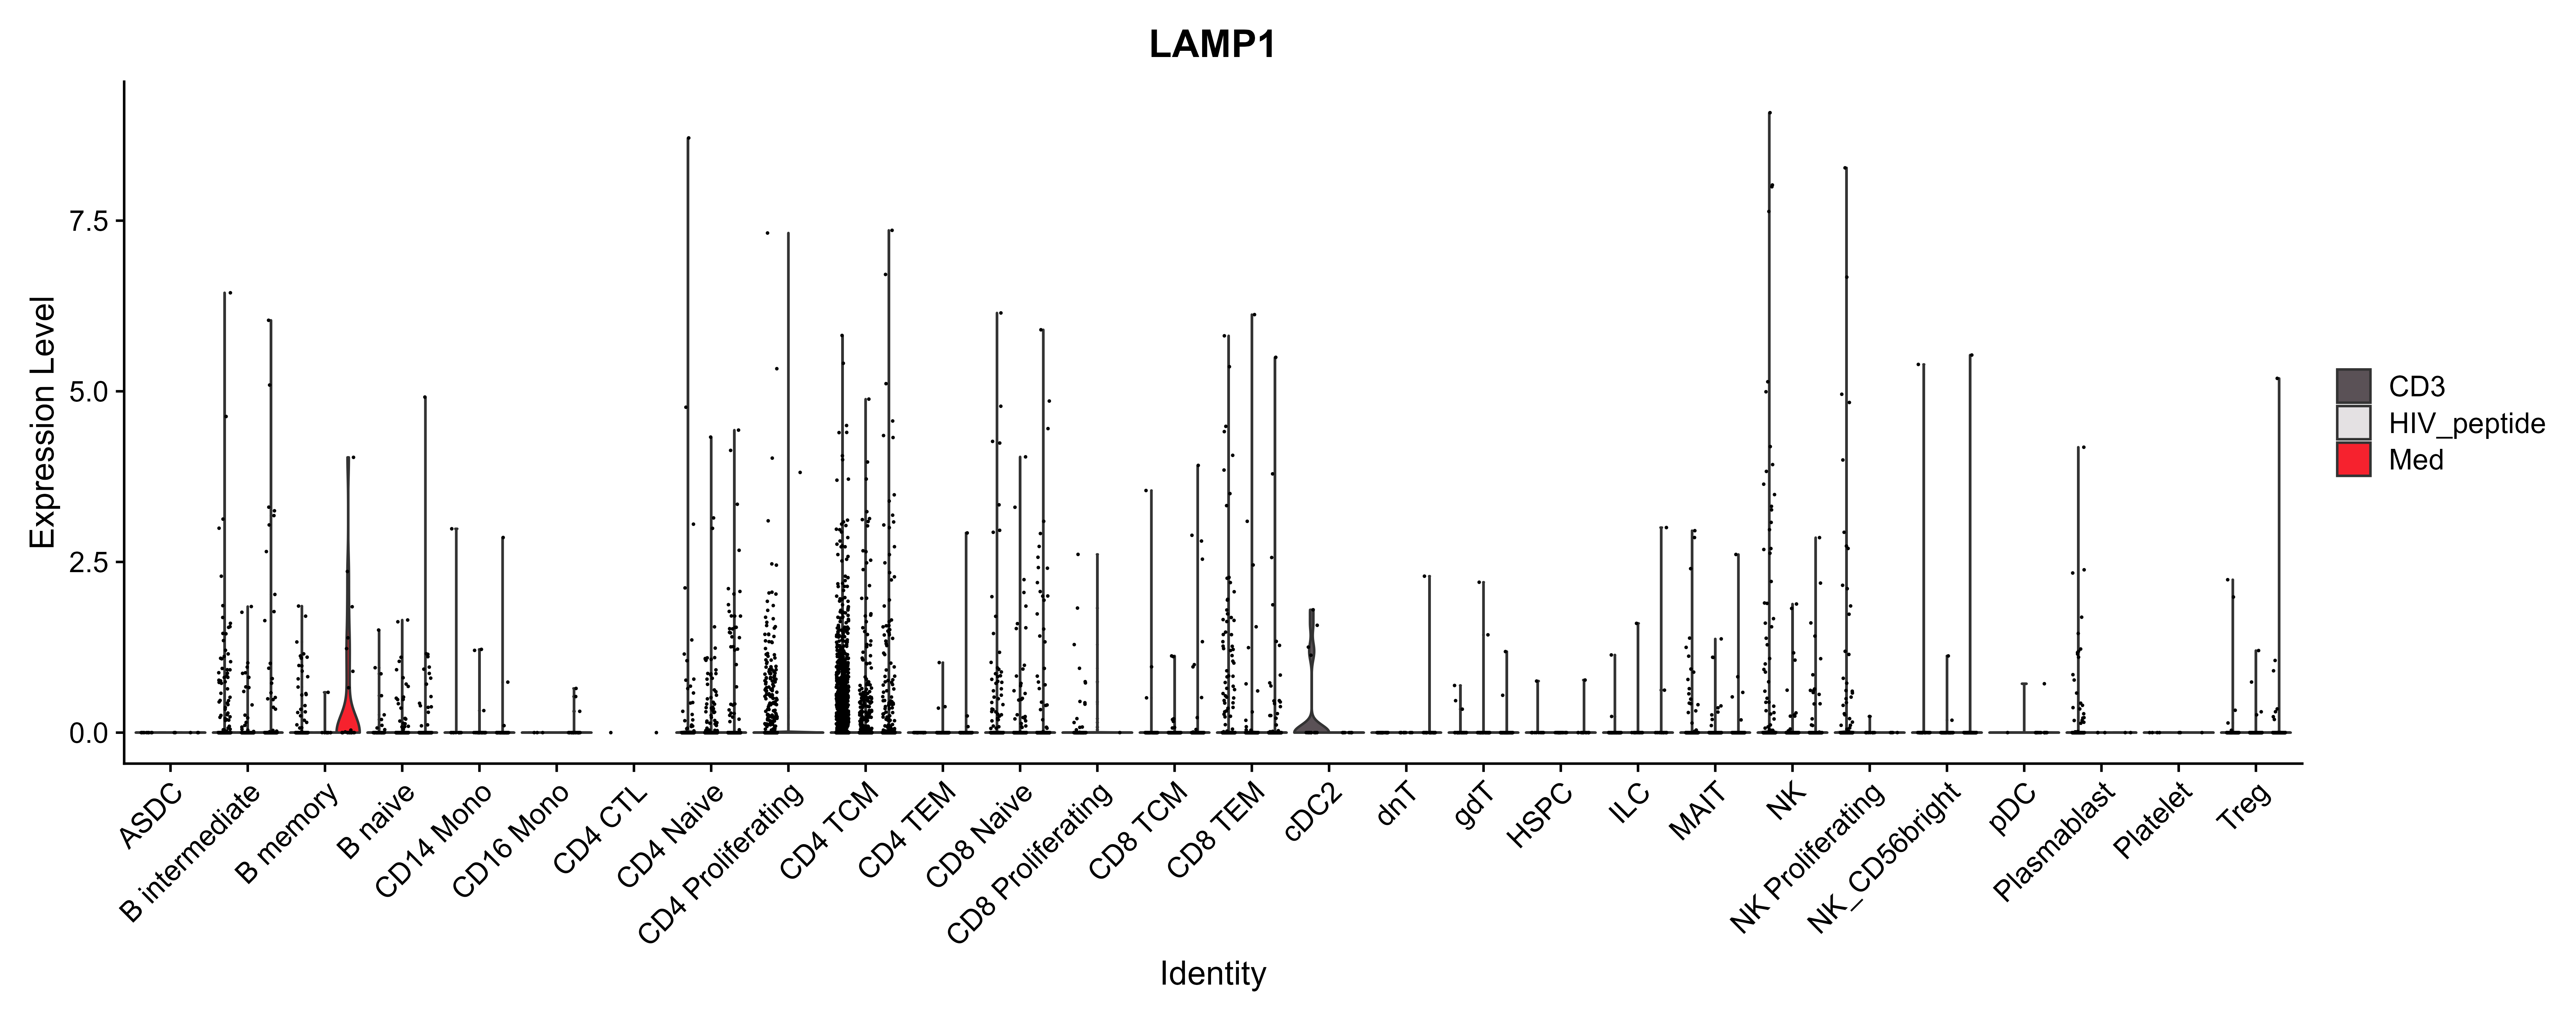 LAMP1
Expression Level
7.5
5.0
2.5
0.0
ASDC
B intermediate
B memory
B naive
CD14 Mono
CD16 Mono
CD4 CTL
CD4 Naive
CD4 Proliferating
CD4 TCM
CD4 TEM
CD8 Naive
CD8 Proliferating
CD8 TCM
CD8 TEM
cDC2
dnT
gdT
HSPC
ILC
MAIT
NK
NK Proliferating
NK_CD56bright
pDC
Plasmablast
Platelet
Treg
Identity
CD3
HIV_peptide
Med